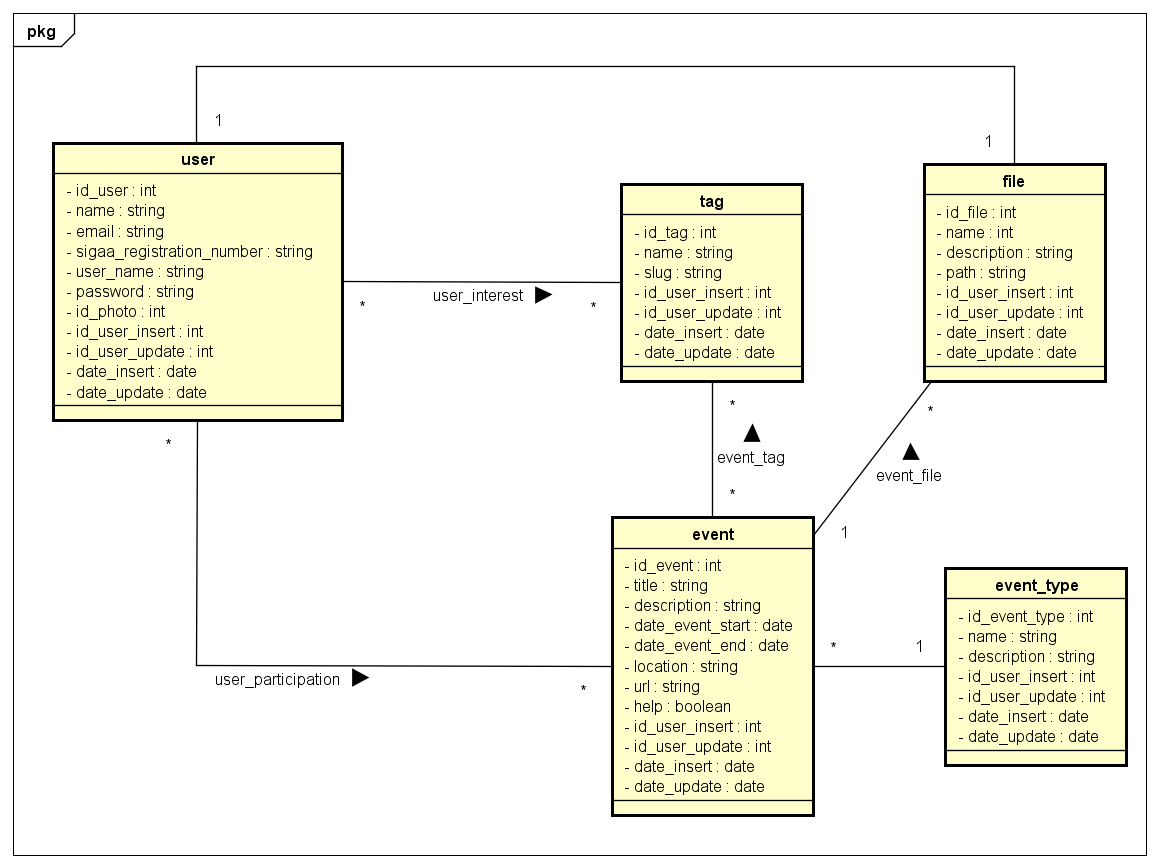 pkg
1
1
user
- id_user : int
- name : string
- email : string
- sigaa_registration_number : string
- user_name : string
- password : string
- id_photo : int
- id_user_insert : int
- id_user_update : int
- date_insert : date
- date_update : date
tag
- id_tag : int
- name : string
- slug : string
- id_user_insert : int
- id_user_update : int
- date_insert : date
- date_update : date
file
- id_file : int
- name : int
- description : string
- path : string
- id_user_insert : int
- id_user_update : int
- date_insert : date
- date_update : date
*
user_interest ▶
*
*
*
▲
event_tag
*
*
▲
event_file
1
event
- id_event : int
- title : string
- description : string
- date_event_start : date
- date_event_end : date
- location : string
- url : string
- help : boolean
- id_user_insert : int
- id_user_update : int
- date_insert : date
- date_update : date
event_type
- id_event_type : int
- name : string
- description : string
- id_user_insert : int
- id_user_update : int
- date_insert : date
- date_update : date
*
1
user_participation ▶
*